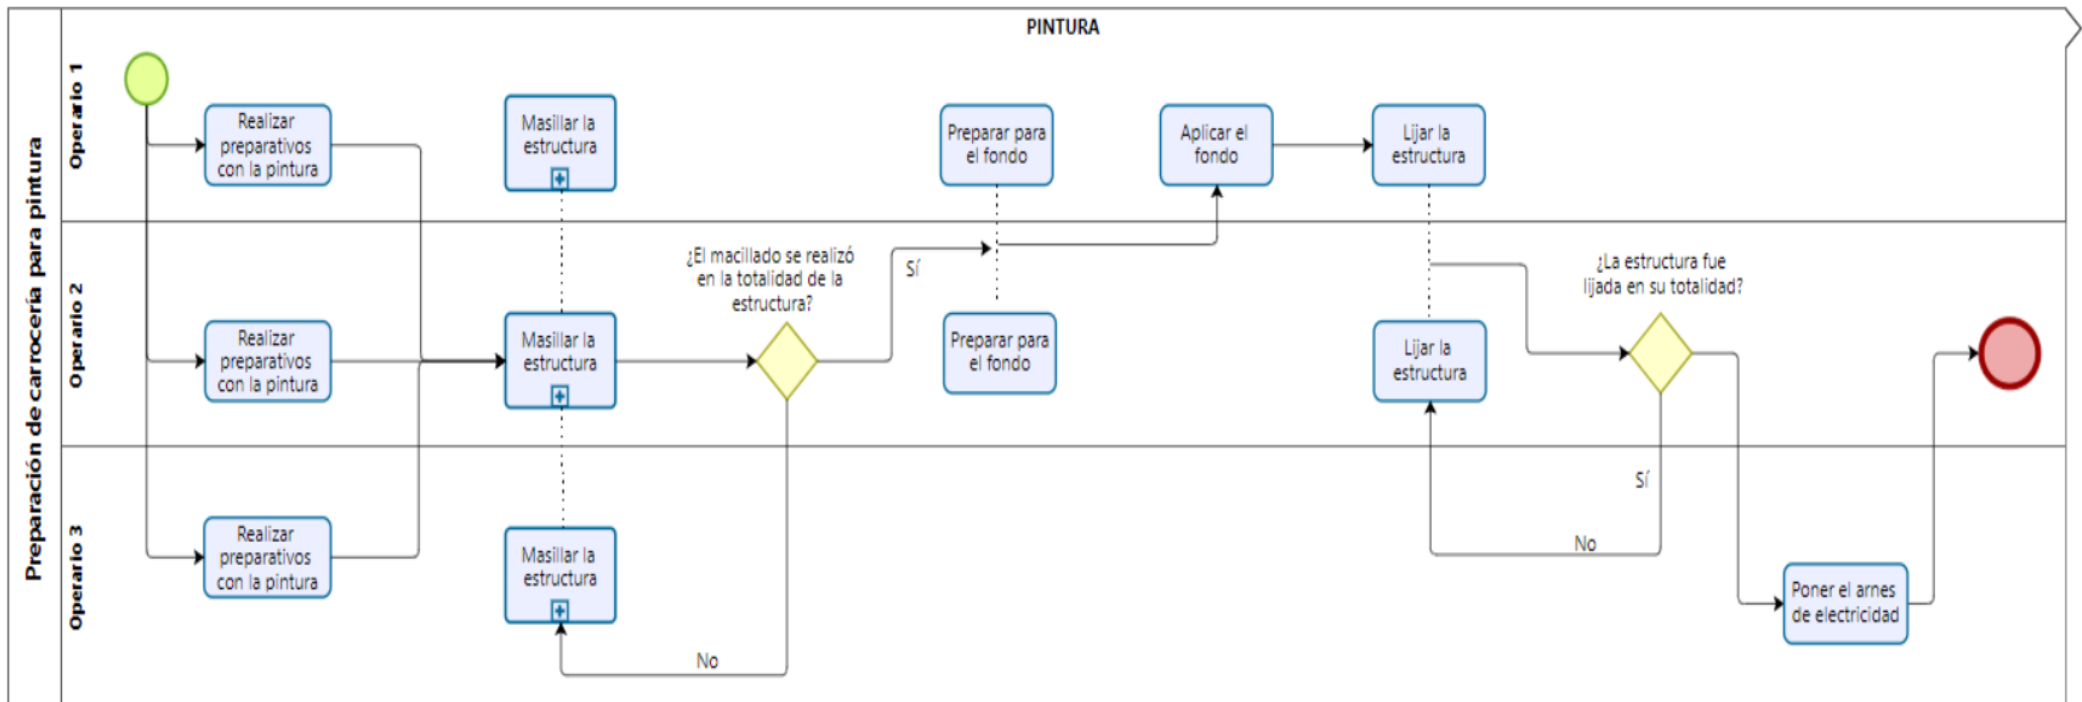 PINTURA
Preparación de carrocería para pintura
Operario 1
Realizar
preparativos
con la pintura
Masillar la
estructura
Preparar para
el fondo
Aplicar el
fondo
Lijar la
estructura
Operario 2
Realizar
preparativos
con la pintura
Masillar la
estructura
¿El macillado se realizó
en la totalidad de la
estructura?
Sí
Preparar para
el fondo
Lijar la
estructura
¿La estructura fue
lijada en su totalidad?
Operario 3
Realizar
preparativos
con la pintura
Masillar la
estructura
No
Sí
No
Poner el arnes
de electricidad